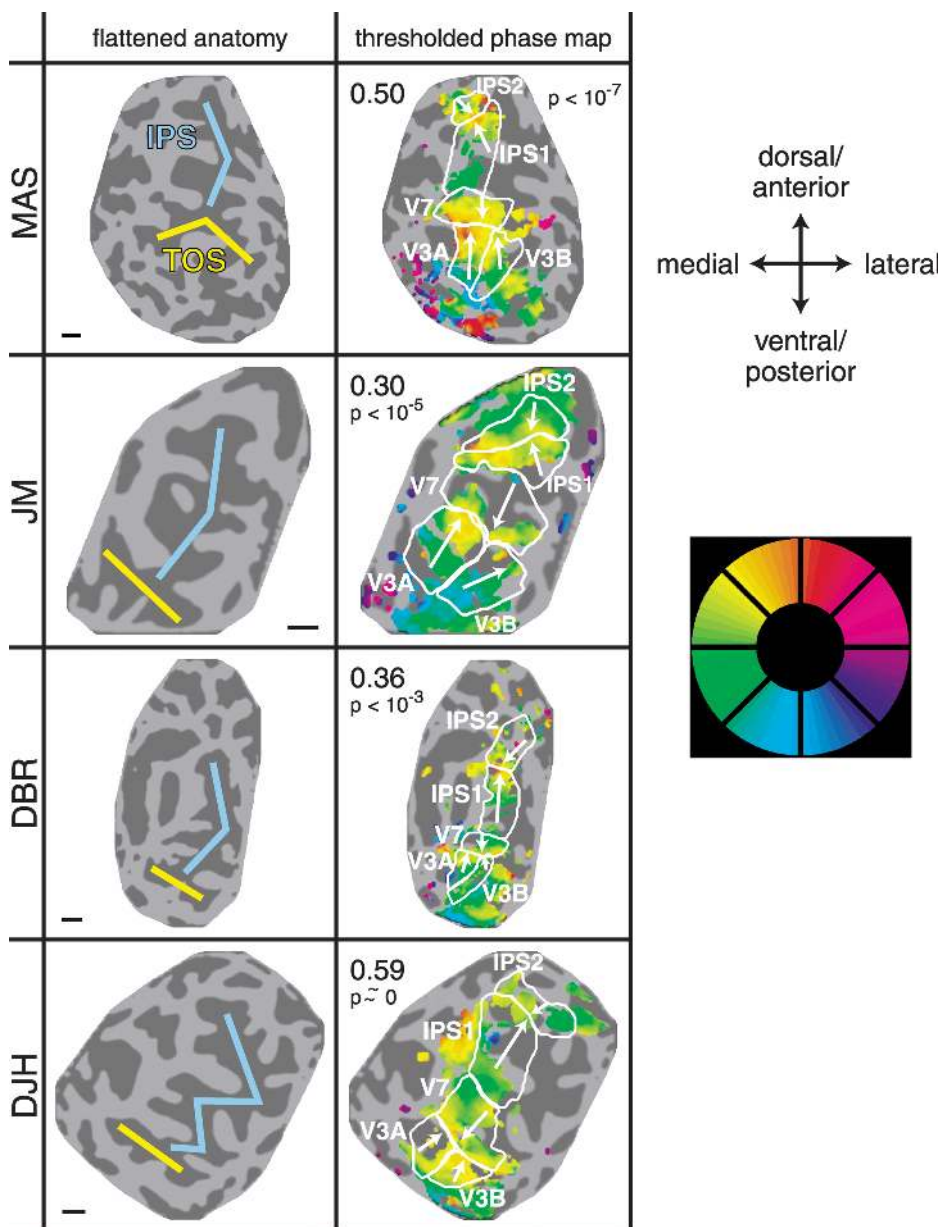 flattened anatomy
thresholded phase map
MAS
IPS
TOS
0.50
p < 10-7
IPS2
IPS1
V7
V3A
V3B
dorsal/
anterior
medial
lateral
ventral/
posterior
JM
0.30
p < 10-5
IPS2
V7
IPS1
V3A
V3B
DBR
0.36
p < 10-3
IPS2
IPS1
V7
V3A
V3B
DJH
0.59
p ~ 0
IPS2
IPS1
V7
V3A
V3B